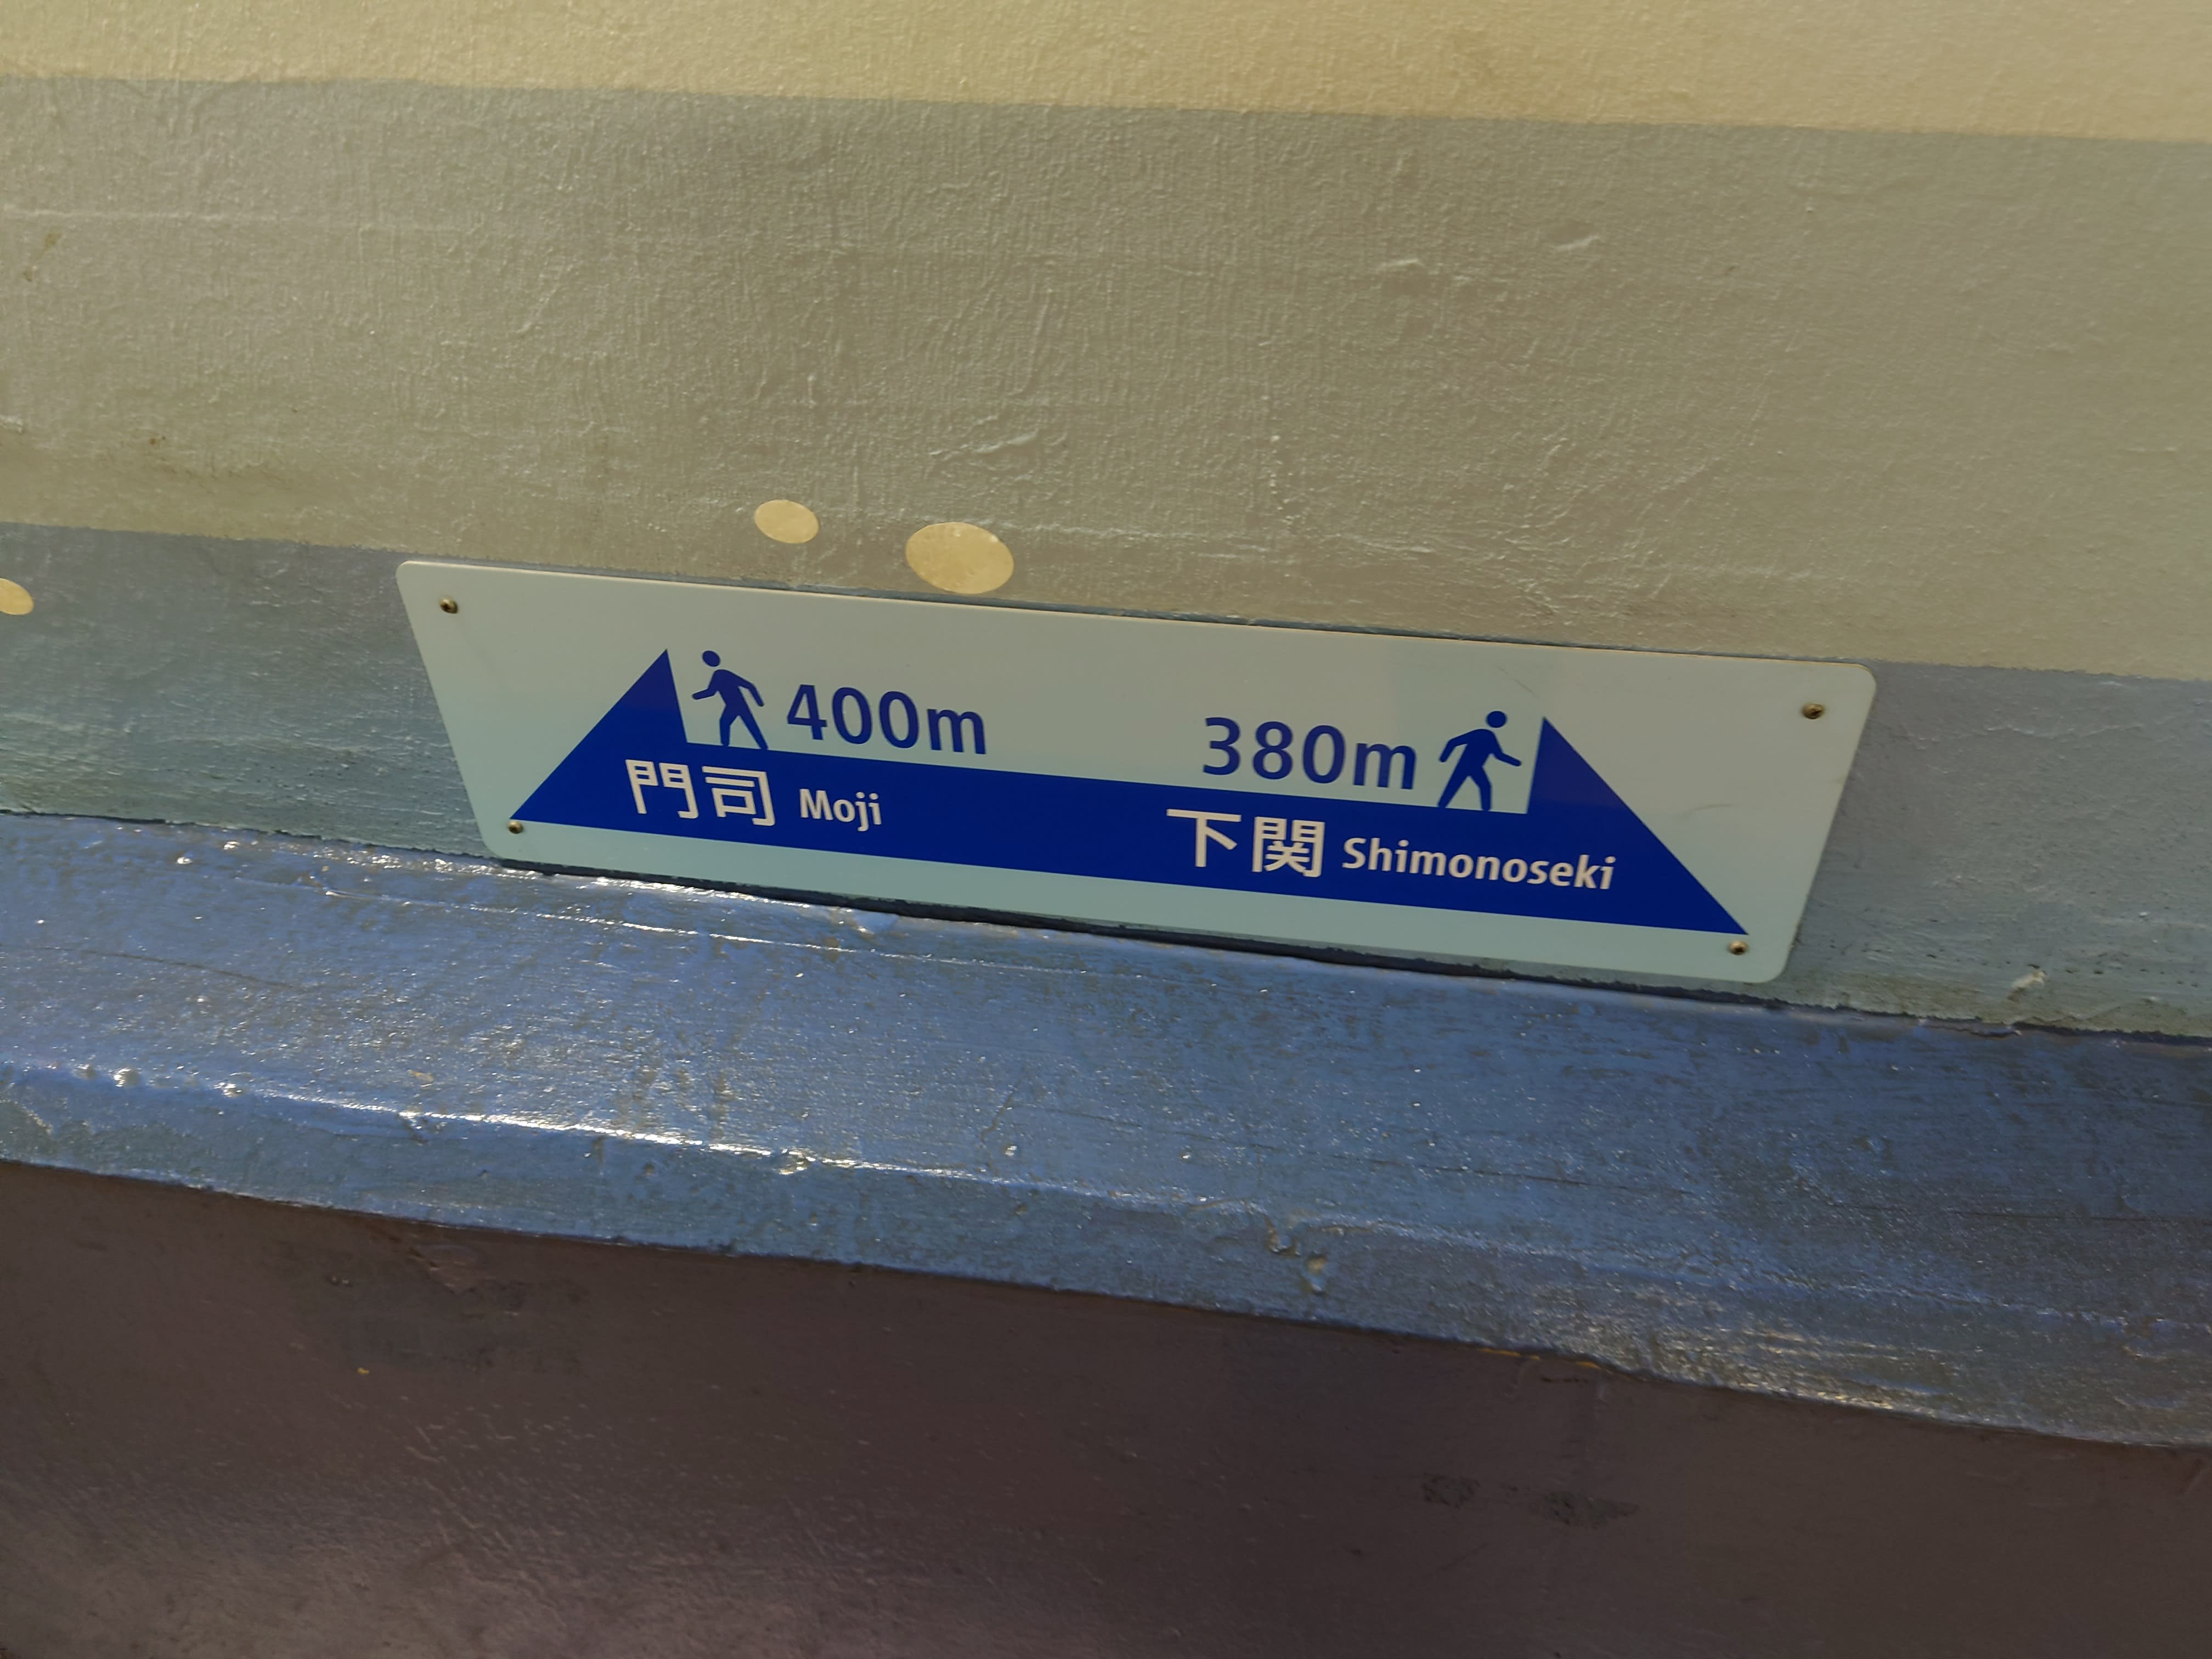 400m
380m
門司 Moji
下関 Shimonoseki